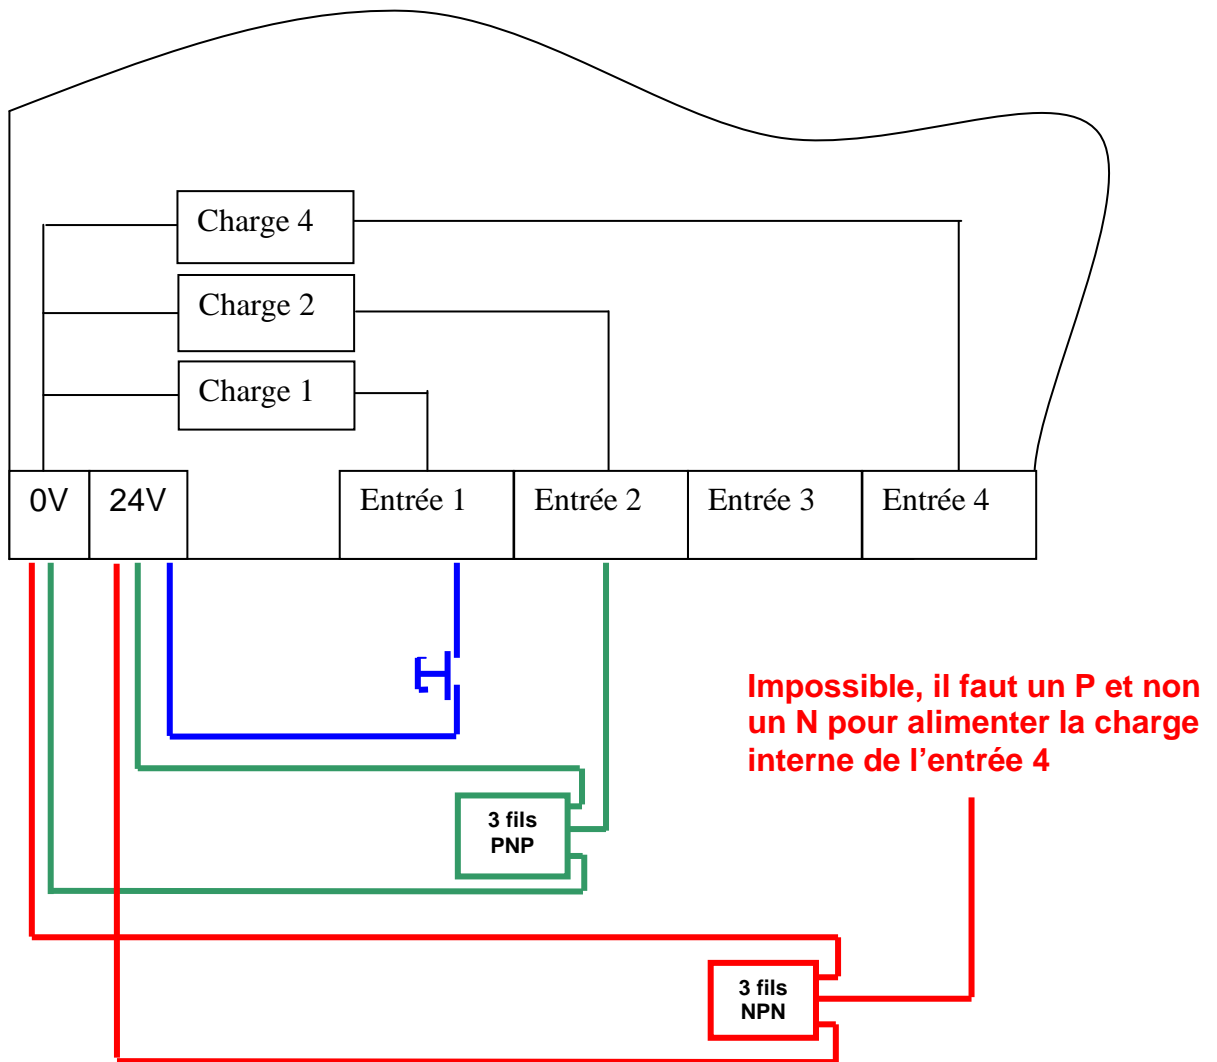 Charge 4
Charge 2
Charge 1
0V
24V
Entrée 1
Entrée 2
Entrée 3
Entrée 4
Impossible, il faut un P et non
un N pour alimenter la charge
interne de l’entrée 4
3 fils
PNP
3 fils
NPN